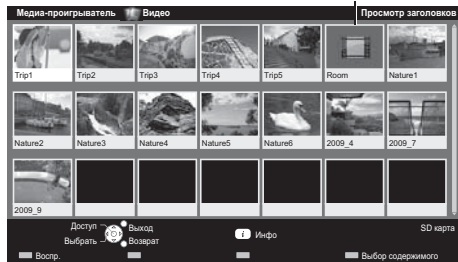 Медиа-проигрыватель Видео Просмотр заголовков
Trip1 Trip2 Trip3 Trip4 Trip5 Room Nature1
Nature2 Nature3 Nature4 Nature5 Nature6 2009_4 2009_7
2009_9
Доступ Выход SD карта
i Инфо
Выбрать Возврат
Воспр. Выбор содержимого